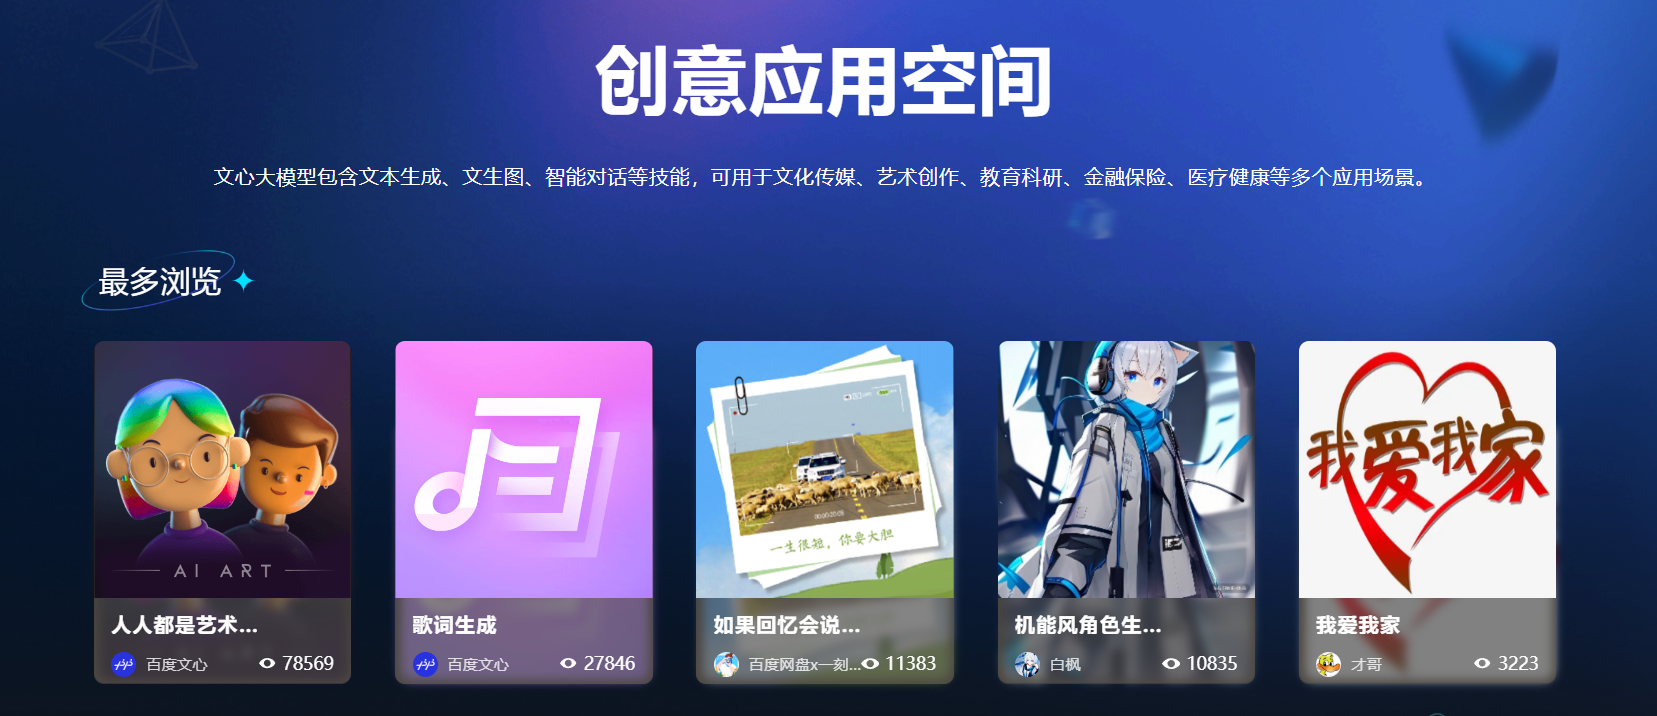 创意应用空间
文心大模型包含文本生成、文生图、智能对话等技能，可用于文化传媒、艺术创作、教育科研、金融保险、医疗健康等多个应用场景。
最多浏览
AI ART
一生很短，你要大胆
我爱我家
人人都是艺术...
歌词生成
如果回忆会说...
机能风角色生...
我爱我家
百度文心 78569
百度文心 27846
百度网盘x一刻... 11383
白枫 10835
才哥 3223